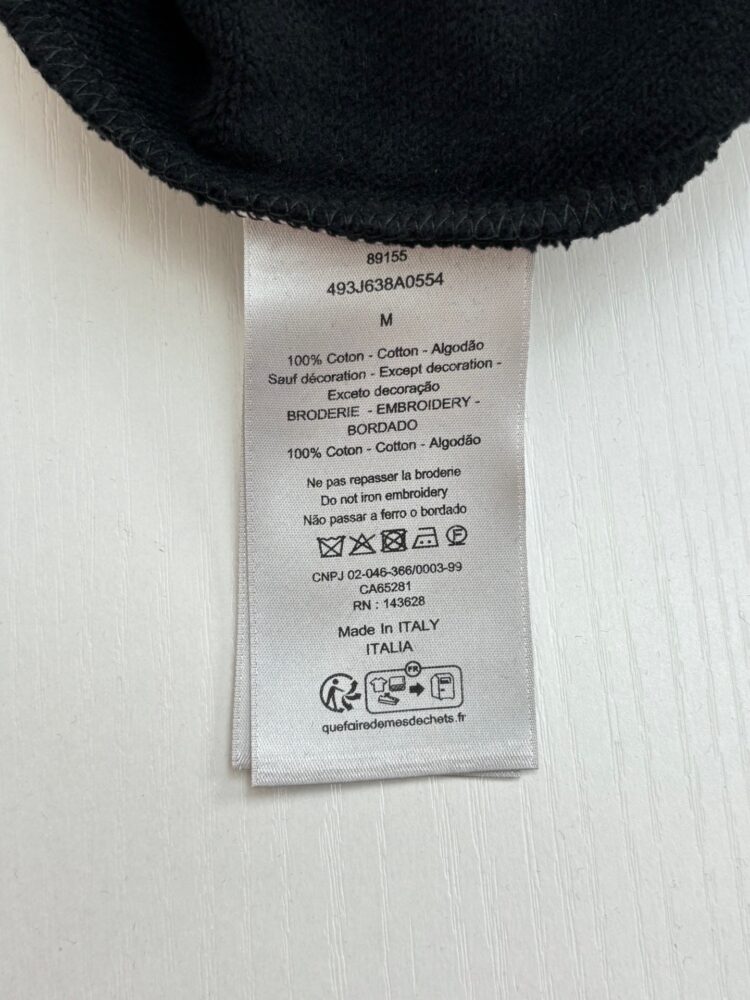 89155
493J638A0554
M
100% Coton - Cotton - Algodão
Sauf décoration - Except decoration -
Exceto decoração
BRODERIE - EMBROIDERY -
BORDADO
100% Coton - Cotton - Algodão
Ne pas repasser la broderie
Do not iron embroidery
Não passar a ferro o bordado
F
CNPJ 02-046-366/0003-99
CA65281
RN : 143628
Made In ITALY
ITALIA
FR
quefairedemesdechets.fr